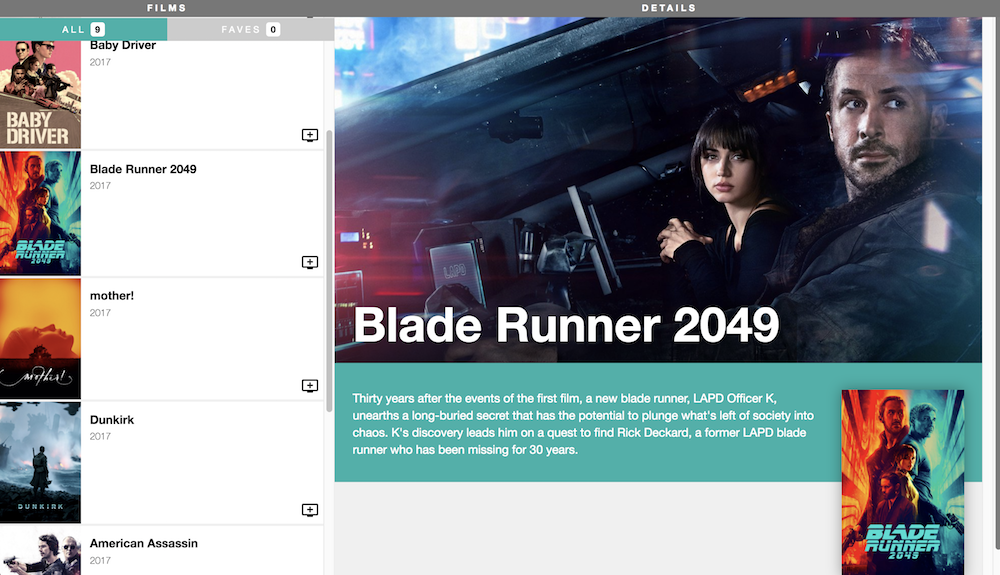 FILMS
DETAILS
ALL 9
FAVES 0
Baby Driver
2017
BABY
DRIVER
Blade Runner 2049
2017
BLADE
RUNNER
2049
mother!
2017
mother!
Dunkirk
2017
DUNKIRK
American Assassin
2017
LAPD
Blade Runner 2049
Thirty years after the events of the first film, a new blade runner, LAPD Officer K,
unearths a long-buried secret that has the potential to plunge what's left of society into
chaos. K's discovery leads him on a quest to find Rick Deckard, a former LAPD blade
runner who has been missing for 30 years.
BLADE
RUNNER
2049